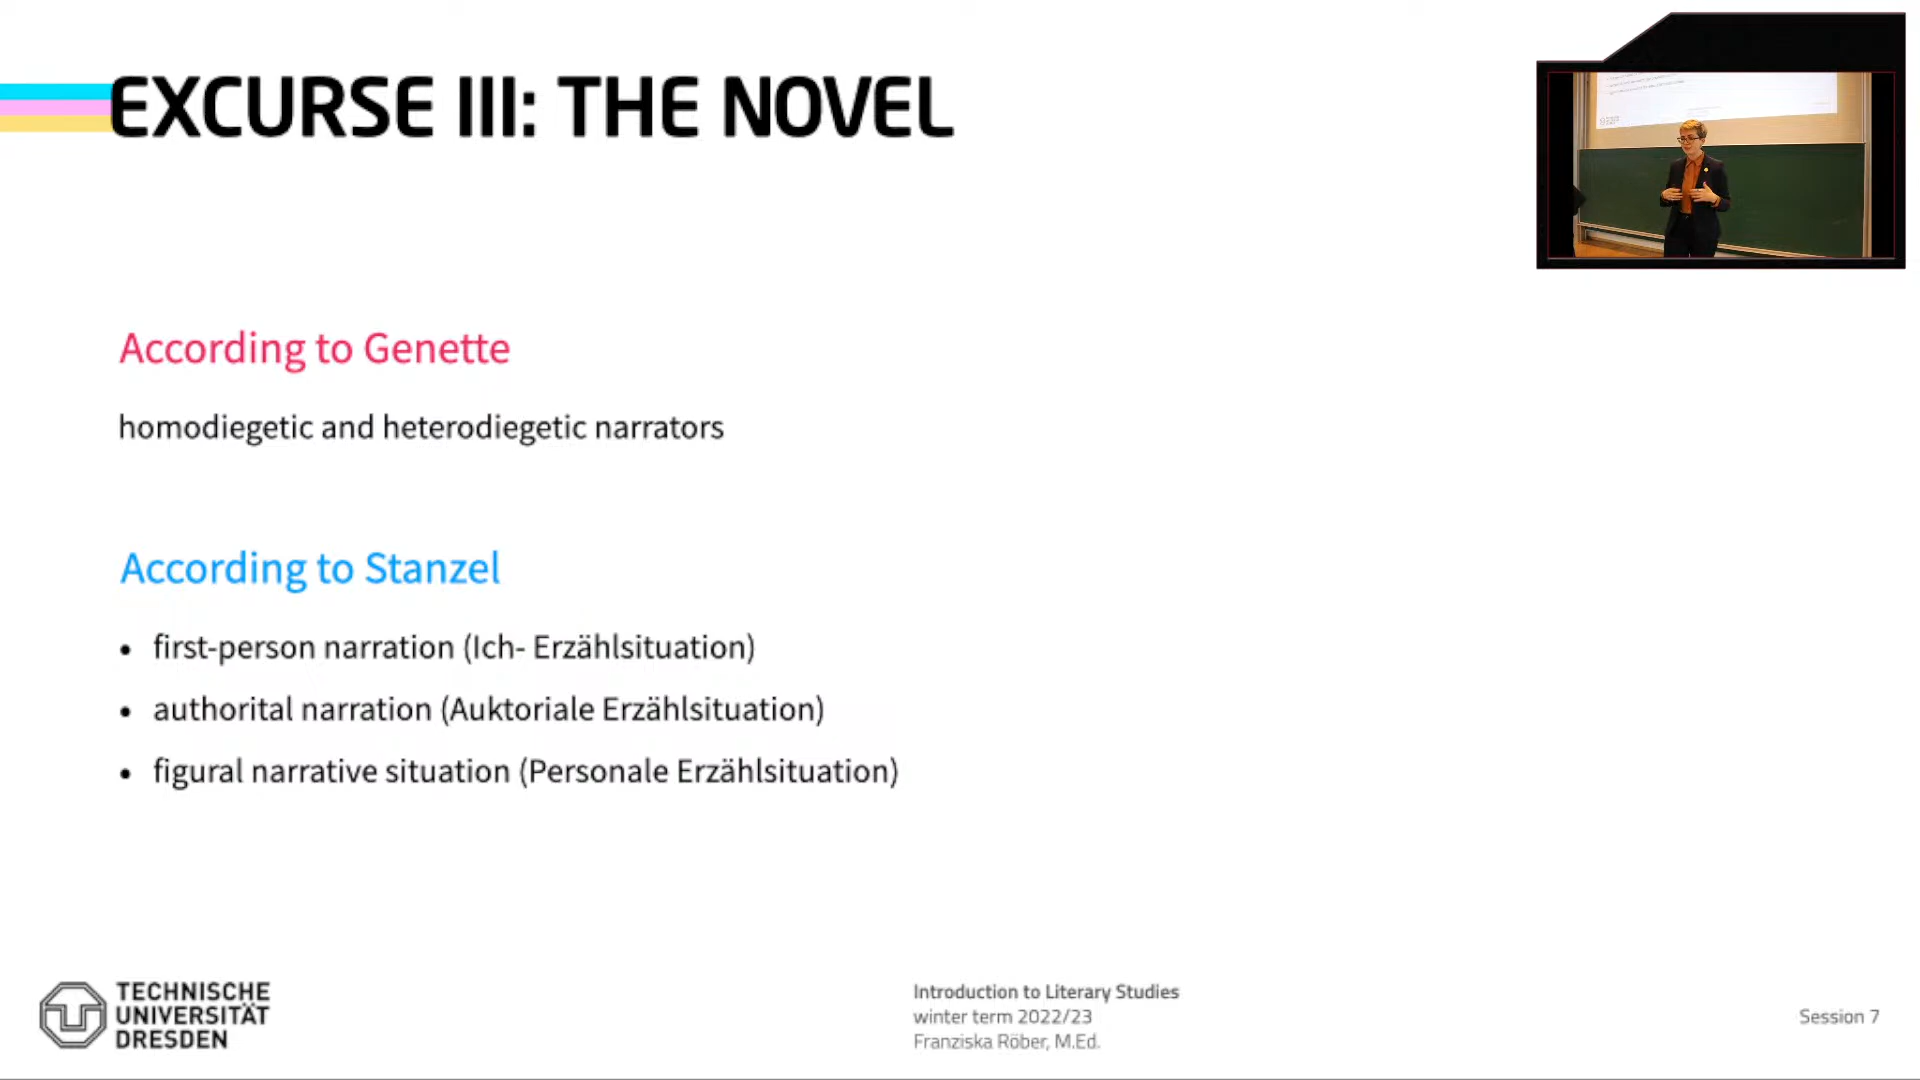 EXCURSE III: THE NOVEL
According to Genette
homodiegetic and heterodiegetic narrators
According to Stanzel
• first-person narration (Ich- Erzählsituation)
• authorital narration (Auktoriale Erzählsituation)
• figural narrative situation (Personale Erzählsituation)
TECHNISCHE
UNIVERSITÄT
DRESDEN
Introduction to Literary Studies
winter term 2022/23
Franziska Röber, M.Ed.
Session 7